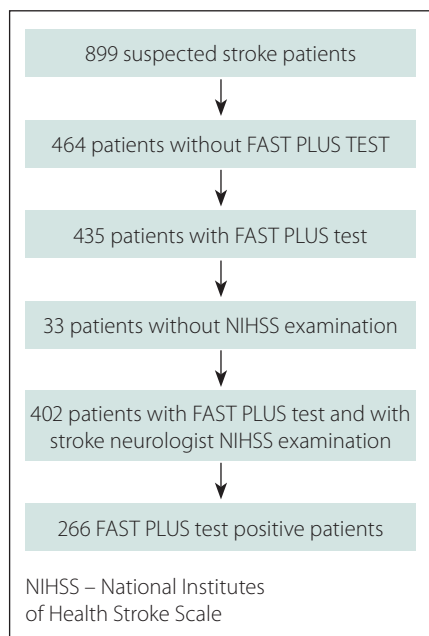 899 suspected stroke patients
464 patients without FAST PLUS TEST
435 patients with FAST PLUS test
33 patients without NIHSS examination
402 patients with FAST PLUS test and with
stroke neurologist NIHSS examination
266 FAST PLUS test positive patients
NIHSS – National Institutes
of Health Stroke Scale